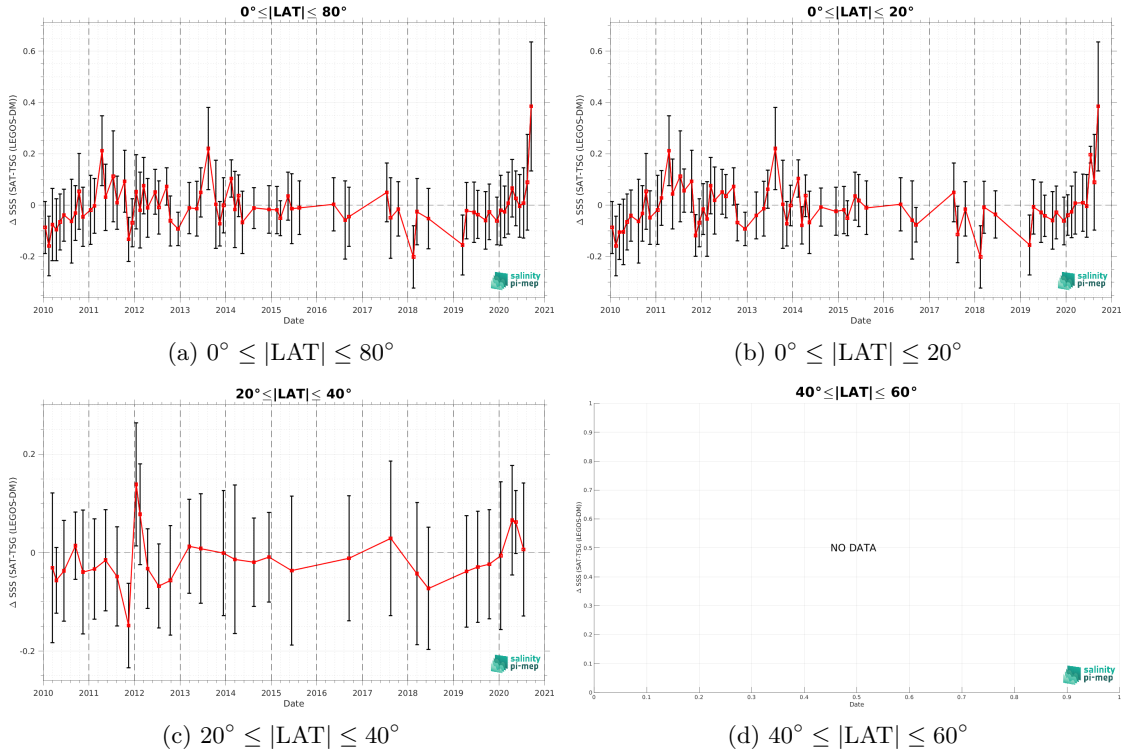 0°≤|LAT|≤ 80°
Δ SSS (SAT-TSG (LEGOS-DM))
0.6
0.4
0.2
0
-0.2
2010 2011 2012 2013 2014 2015 2016 2017 2018 2019 2020 2021
Date
salinity
pi-mep
(a) 0° ≤ |LAT| ≤ 80°
0°≤|LAT|≤ 20°
Δ SSS (SAT-TSG (LEGOS-DM))
0.6
0.4
0.2
0
-0.2
2010 2011 2012 2013 2014 2015 2016 2017 2018 2019 2020 2021
Date
salinity
pi-mep
(b) 0° ≤ |LAT| ≤ 20°
20°≤|LAT|≤ 40°
Δ SSS (SAT-TSG (LEGOS-DM))
0.2
0
-0.2
2010 2011 2012 2013 2014 2015 2016 2017 2018 2019 2020 2021
Date
salinity
pi-mep
(c) 20° ≤ |LAT| ≤ 40°
40°≤|LAT|≤ 60°
Δ SSS (SAT-TSG (LEGOS-DM))
1
0.9
0.8
0.7
0.6
0.5
0.4
0.3
0.2
0.1
0
NO DATA
0 0.1 0.2 0.3 0.4 0.5 0.6 0.7 0.8 0.9 1
Date
salinity
pi-mep
(d) 40° ≤ |LAT| ≤ 60°